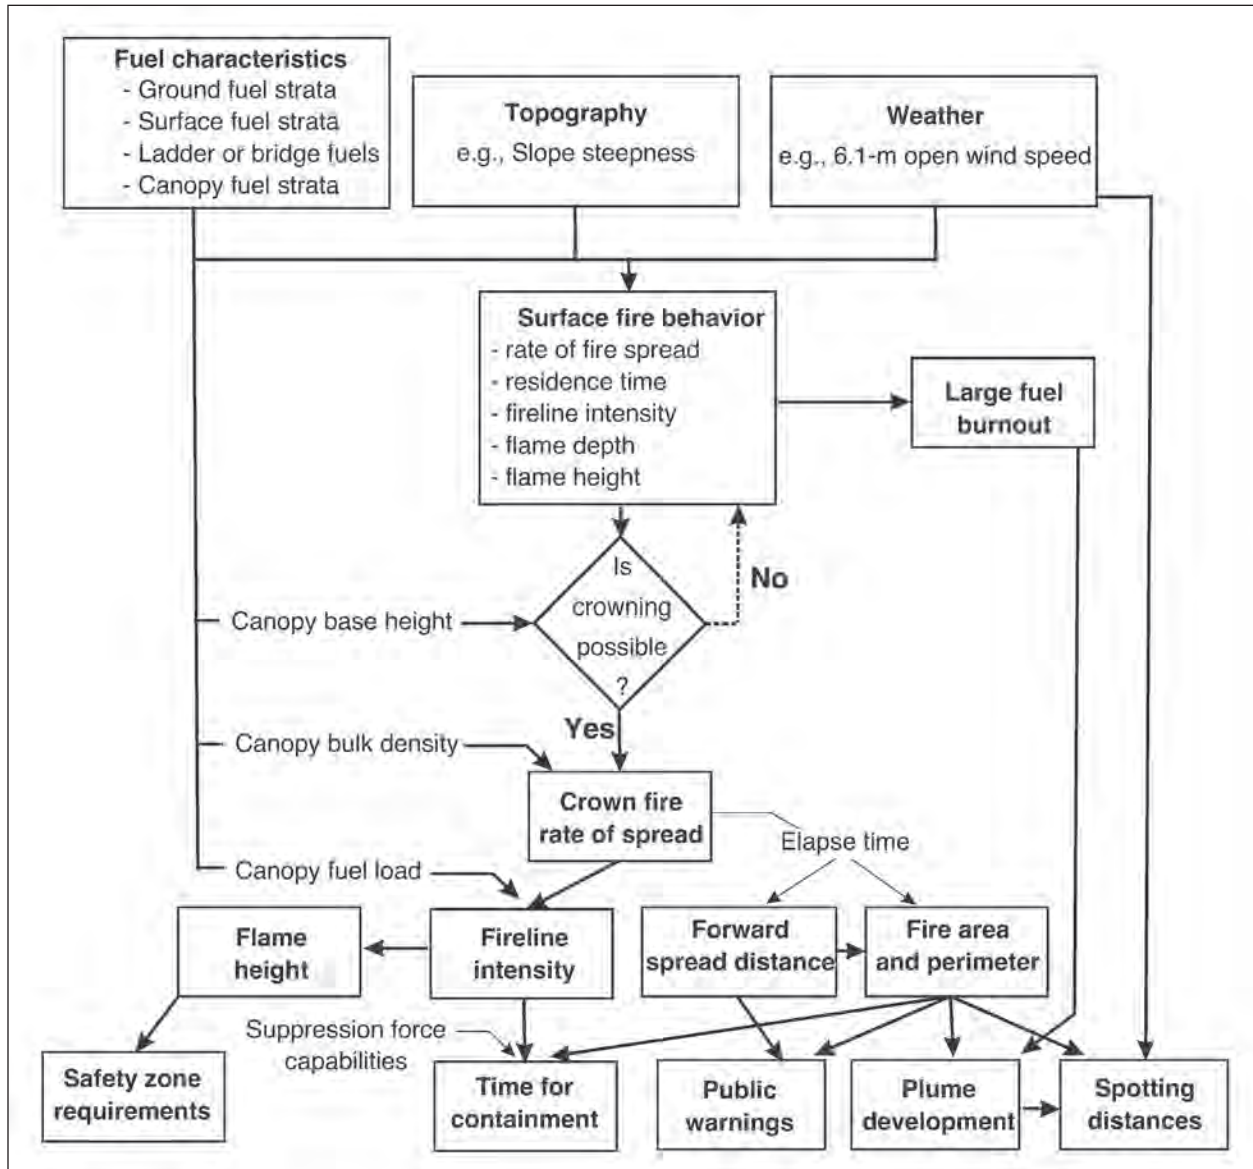 Fuel characteristics
- Ground fuel strata
- Surface fuel strata
- Ladder or bridge fuels
- Canopy fuel strata
Topography
e.g., Slope steepness
Weather
e.g., 6.1-m open wind speed
Surface fire behavior
- rate of fire spread
- residence time
- fireline intensity
- flame depth
- flame height
Large fuel
burnout
Is
crowning
possible
?
No
Canopy base height
Yes
Canopy bulk density
Crown fire
rate of spread
Elapse time
Canopy fuel load
Flame
height
Fireline
intensity
Forward
spread distance
Fire area
and perimeter
Suppression force
capabilities
Safety zone
requirements
Time for
containment
Public
warnings
Plume
development
Spotting
distances